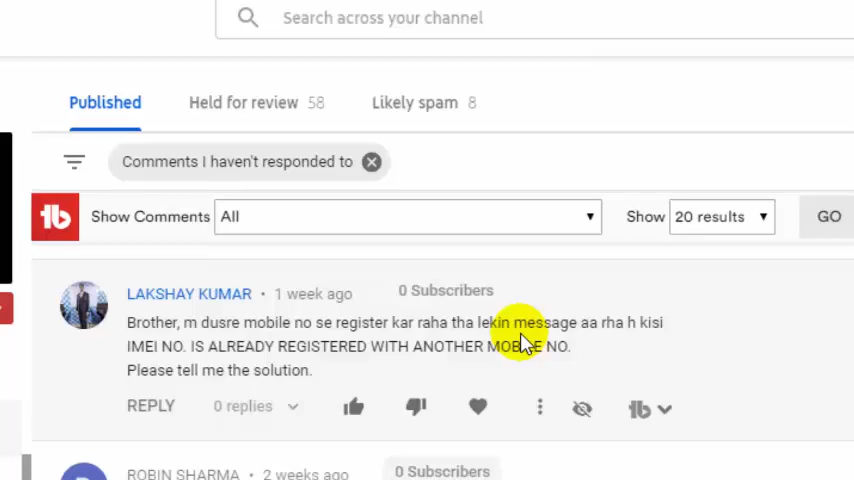 Search across your channel
Published Held for review 58 Likely spam 8
Comments I haven't responded to
tb Show Comments All Show 20 results GO
LAKSHAY KUMAR • 1 week ago 0 Subscribers
Brother, m dusre mobile no se register kar raha tha lekin message aa rha h kisi
IMEI NO. IS ALREADY REGISTERED WITH ANOTHER MOBILE NO.
Please tell me the solution.
REPLY 0 replies tb
ROBIN SHARMA • 2 weeks ago 0 Subscribers